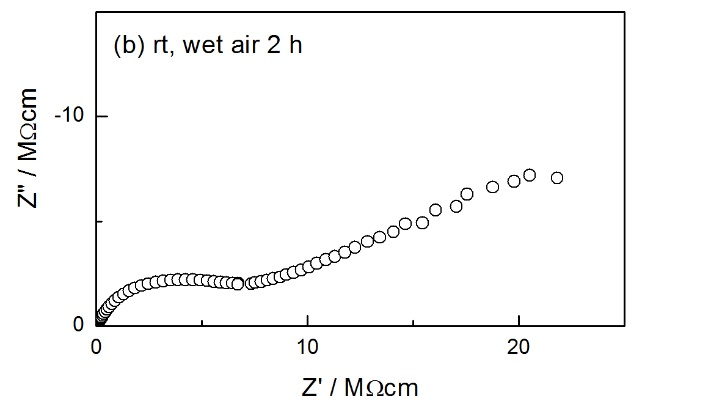 (b) rt, wet air 2 h
Z" / MΩcm
-10
0
0
10
20
Z' / MΩcm